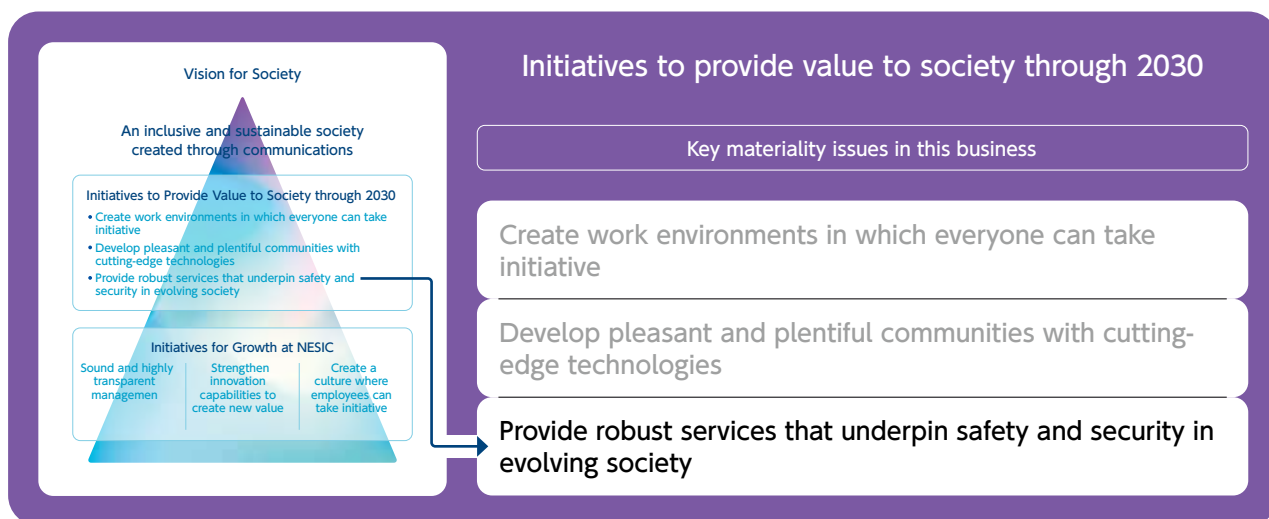 Vision for Society
An inclusive and sustainable society
created through communications
Initiatives to Provide Value to Society through 2030
• Create work environments in which everyone can take
initiative
• Develop pleasant and plentiful communities with
cutting-edge technologies
• Provide robust services that underpin safety and
security in evolving society
Initiatives for Growth at NESIC
Sound and highly
transparent
managemen
Strengthen
innovation
capabilities to
create new value
Create a
culture where
employees can
take initiative
Initiatives to provide value to society through 2030
Key materiality issues in this business
Create work environments in which everyone can take
initiative
Develop pleasant and plentiful communities with cutting-
edge technologies
Provide robust services that underpin safety and security in
evolving society